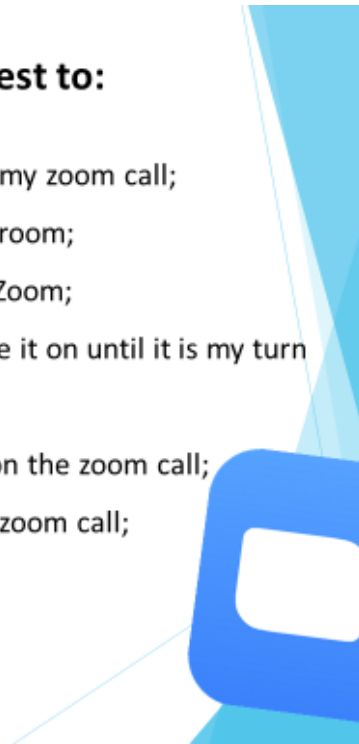 est to:
my zoom call;
room;
Zoom;
e it on until it is my turn
on the zoom call;
zoom call;